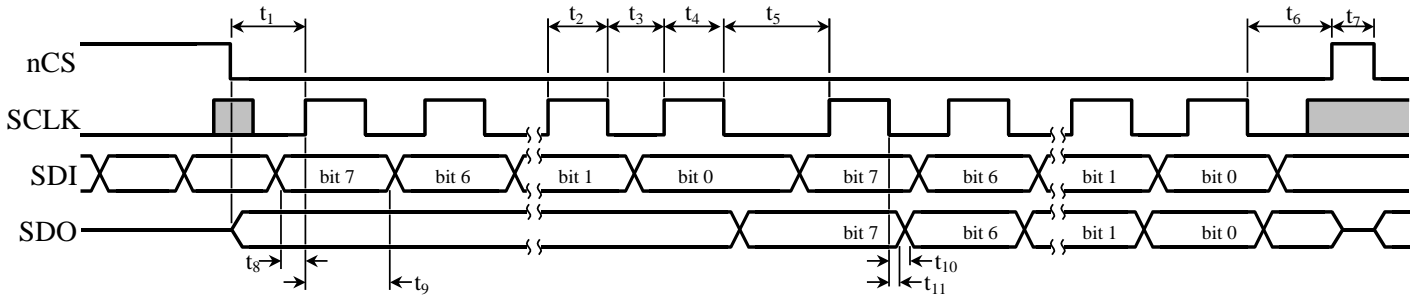 t1 t2 t3 t4 t5 t6 t7
nCS
SCLK
SDI bit 7 bit 6 bit 1 bit 0 bit 7 bit 6 bit 1 bit 0
SDO bit 7 bit 6 bit 1 bit 0
t8 t9 t10
t11